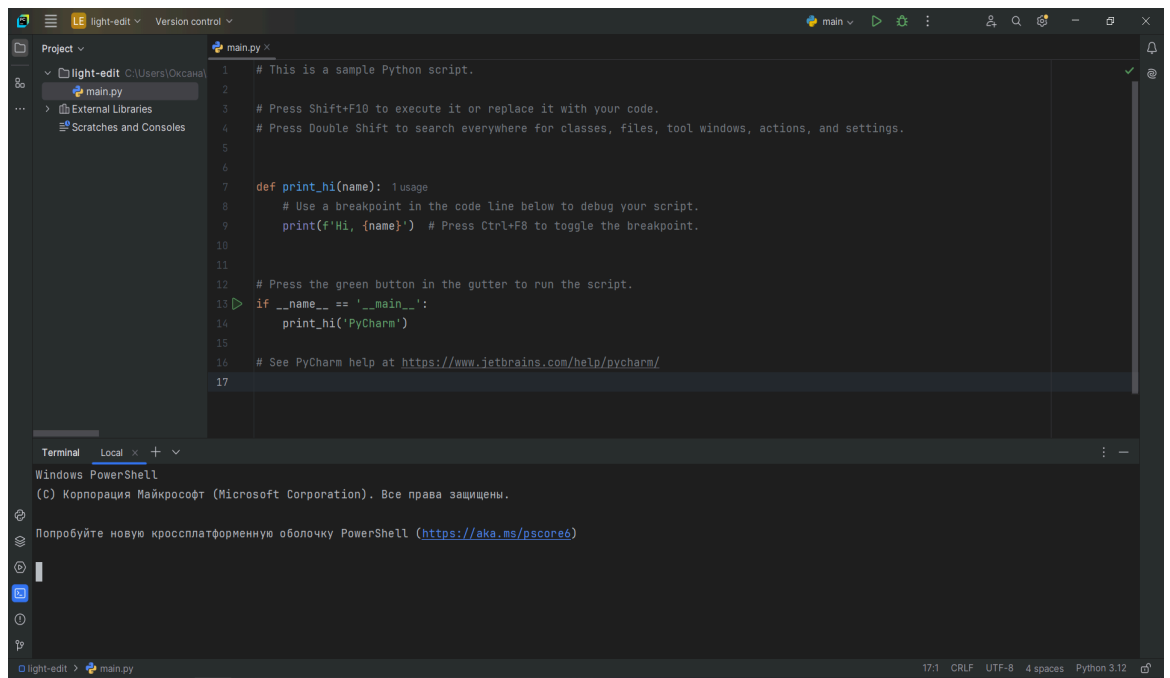 LE light-edit Version control main
Project
main.py
light-edit C:\Users\Оксана\
main.py
External Libraries
Scratches and Consoles
1 # This is a sample Python script.
2
3 # Press Shift+F10 to execute it or replace it with your code.
4 # Press Double Shift to search everywhere for classes, files, tool windows, actions, and settings.
5
6
7 def print_hi(name): 1 usage
8 # Use a breakpoint in the code line below to debug your script.
9 print(f'Hi, {name}') # Press Ctrl+F8 to toggle the breakpoint.
10
11
12 # Press the green button in the gutter to run the script.
13 if __name__ == '__main__':
14 print_hi('PyCharm')
15
16 # See PyCharm help at https://www.jetbrains.com/help/pycharm/
17
Terminal Local
Windows PowerShell
(C) Корпорация Майкрософт (Microsoft Corporation). Все права защищены.
Попробуйте новую кроссплатформенную оболочку PowerShell (https://aka.ms/pscore6)
light-edit > main.py 17:1 CRLF UTF-8 4 spaces Python 3.12